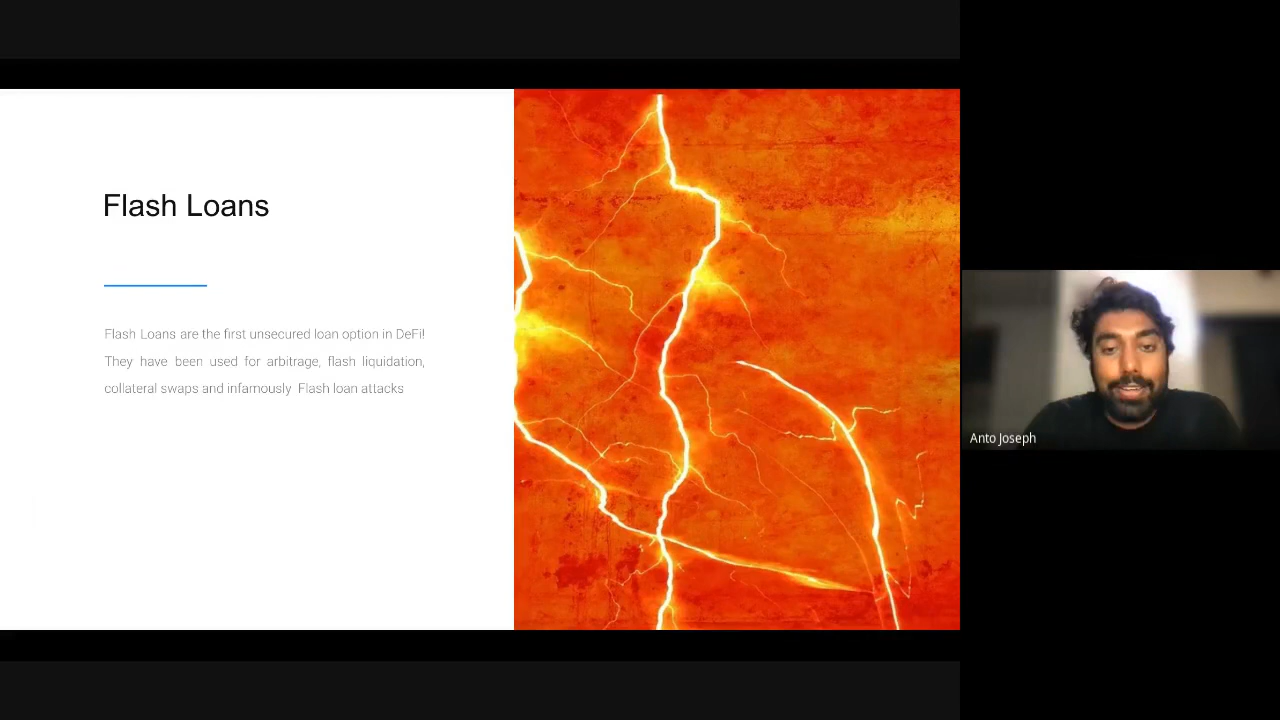 Flash Loans
Flash Loans are the first unsecured loan option in DeFi!
They have been used for arbitrage, flash liquidation,
collateral swaps and infamously Flash loan attacks
Anto Joseph